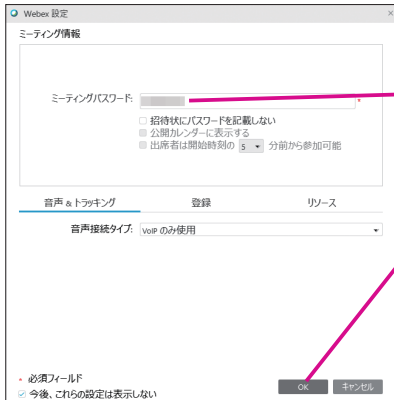 Webex 設定
ミーティング情報
ミーティングパスワード:
*
招待状にパスワードを記載しない
公開カレンダーに表示する
出席者は開始時刻の 5 分前から参加可能
音声 & トラッキング 登録 リソース
音声接続タイプ: VoIP のみ使用
* 必須フィールド
今後、これらの設定は表示しない
OK キャンセル